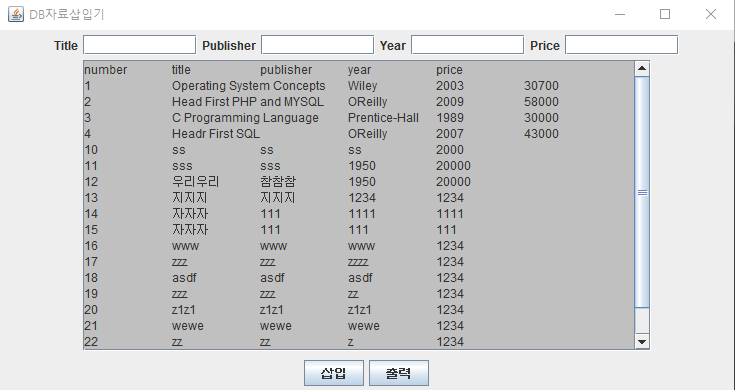 DB자료삽입기
Title Publisher Year Price
number title publisher year price
1 Operating System Concepts Wiley 2003 30700
2 Head First PHP and MYSQL OReilly 2009 58000
3 C Programming Language Prentice-Hall 1989 30000
4 Headr First SQL OReilly 2007 43000
10 ss ss ss 2000
11 sss sss 1950 20000
12 우리우리 참참참 1950 20000
13 지지지 지지지 1234 1234
14 자자자 111 1111 1111
15 자자자 111 111 111
16 www www www 1234
17 zzz zzz zzzz 1234
18 asdf asdf asdf 1234
19 zzz zzz zz 1234
20 z1z1 z1z1 z1z1 1234
21 wewe wewe wewe 1234
22 zz zz z 1234
삽입 출력